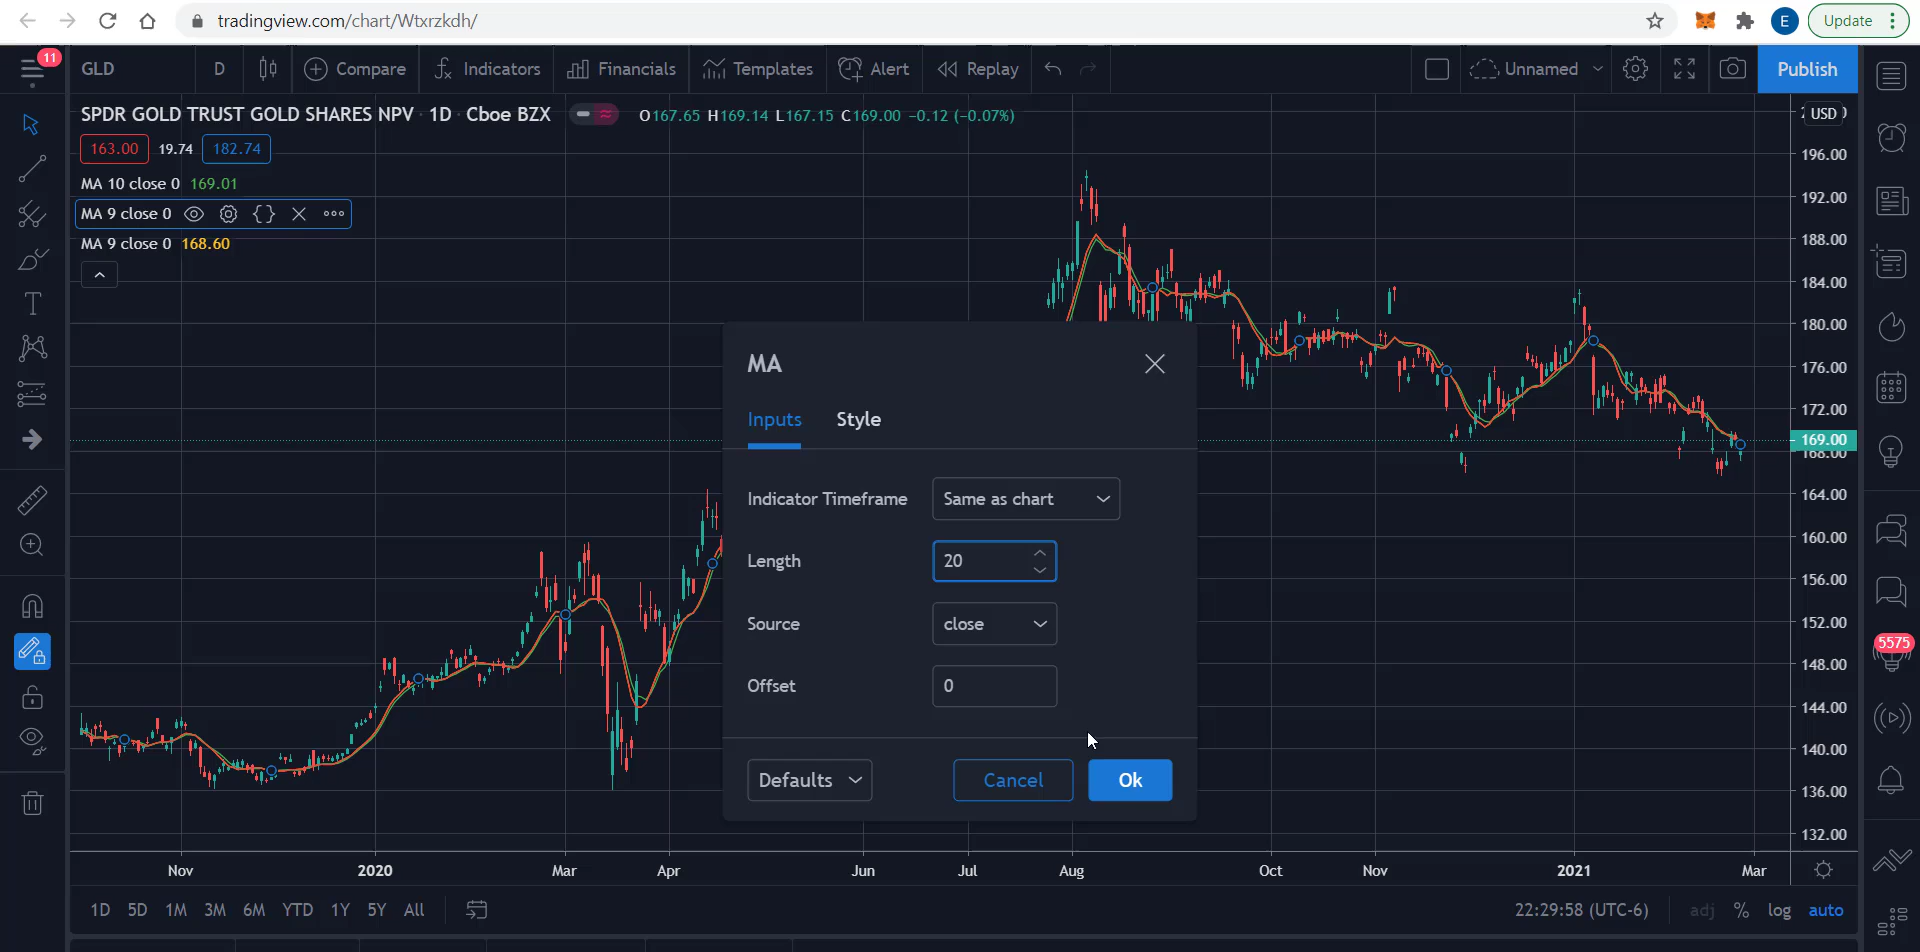 tradingview.com/chart/Wtxrzkdh/
E
Update
11
GLD
D
Compare
Indicators
Financials
Templates
Alert
Replay
Unnamed
Publish
SPDR GOLD TRUST GOLD SHARES NPV · 1D · Cboe BZX
O167.65 H169.14 L167.15 C169.00 −0.12 (−0.07%)
USD
163.00 19.74 182.74
MA 10 close 0 169.01
MA 9 close 0
MA 9 close 0 168.60
196.00
192.00
188.00
184.00
180.00
176.00
172.00
169.00
168.00
164.00
160.00
156.00
152.00
148.00
144.00
140.00
136.00
132.00
MA
Inputs
Style
Indicator Timeframe
Same as chart
Length
20
Source
close
Offset
0
Defaults
Cancel
Ok
5575
Nov
2020
Mar
Apr
Jun
Jul
Aug
Oct
Nov
2021
Mar
1D 5D 1M 3M 6M YTD 1Y 5Y All
22:29:58 (UTC-6)
adj % log auto